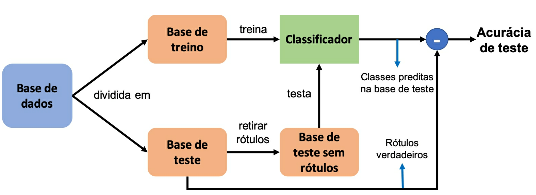 Base de
treino
treina
Classificador
-
Acurácia
de teste
Classes preditas
na base de teste
Base de
dados
dividida em
testa
Base de
teste
retirar
rótulos
Base de
teste sem
rótulos
Rótulos
verdadeiros